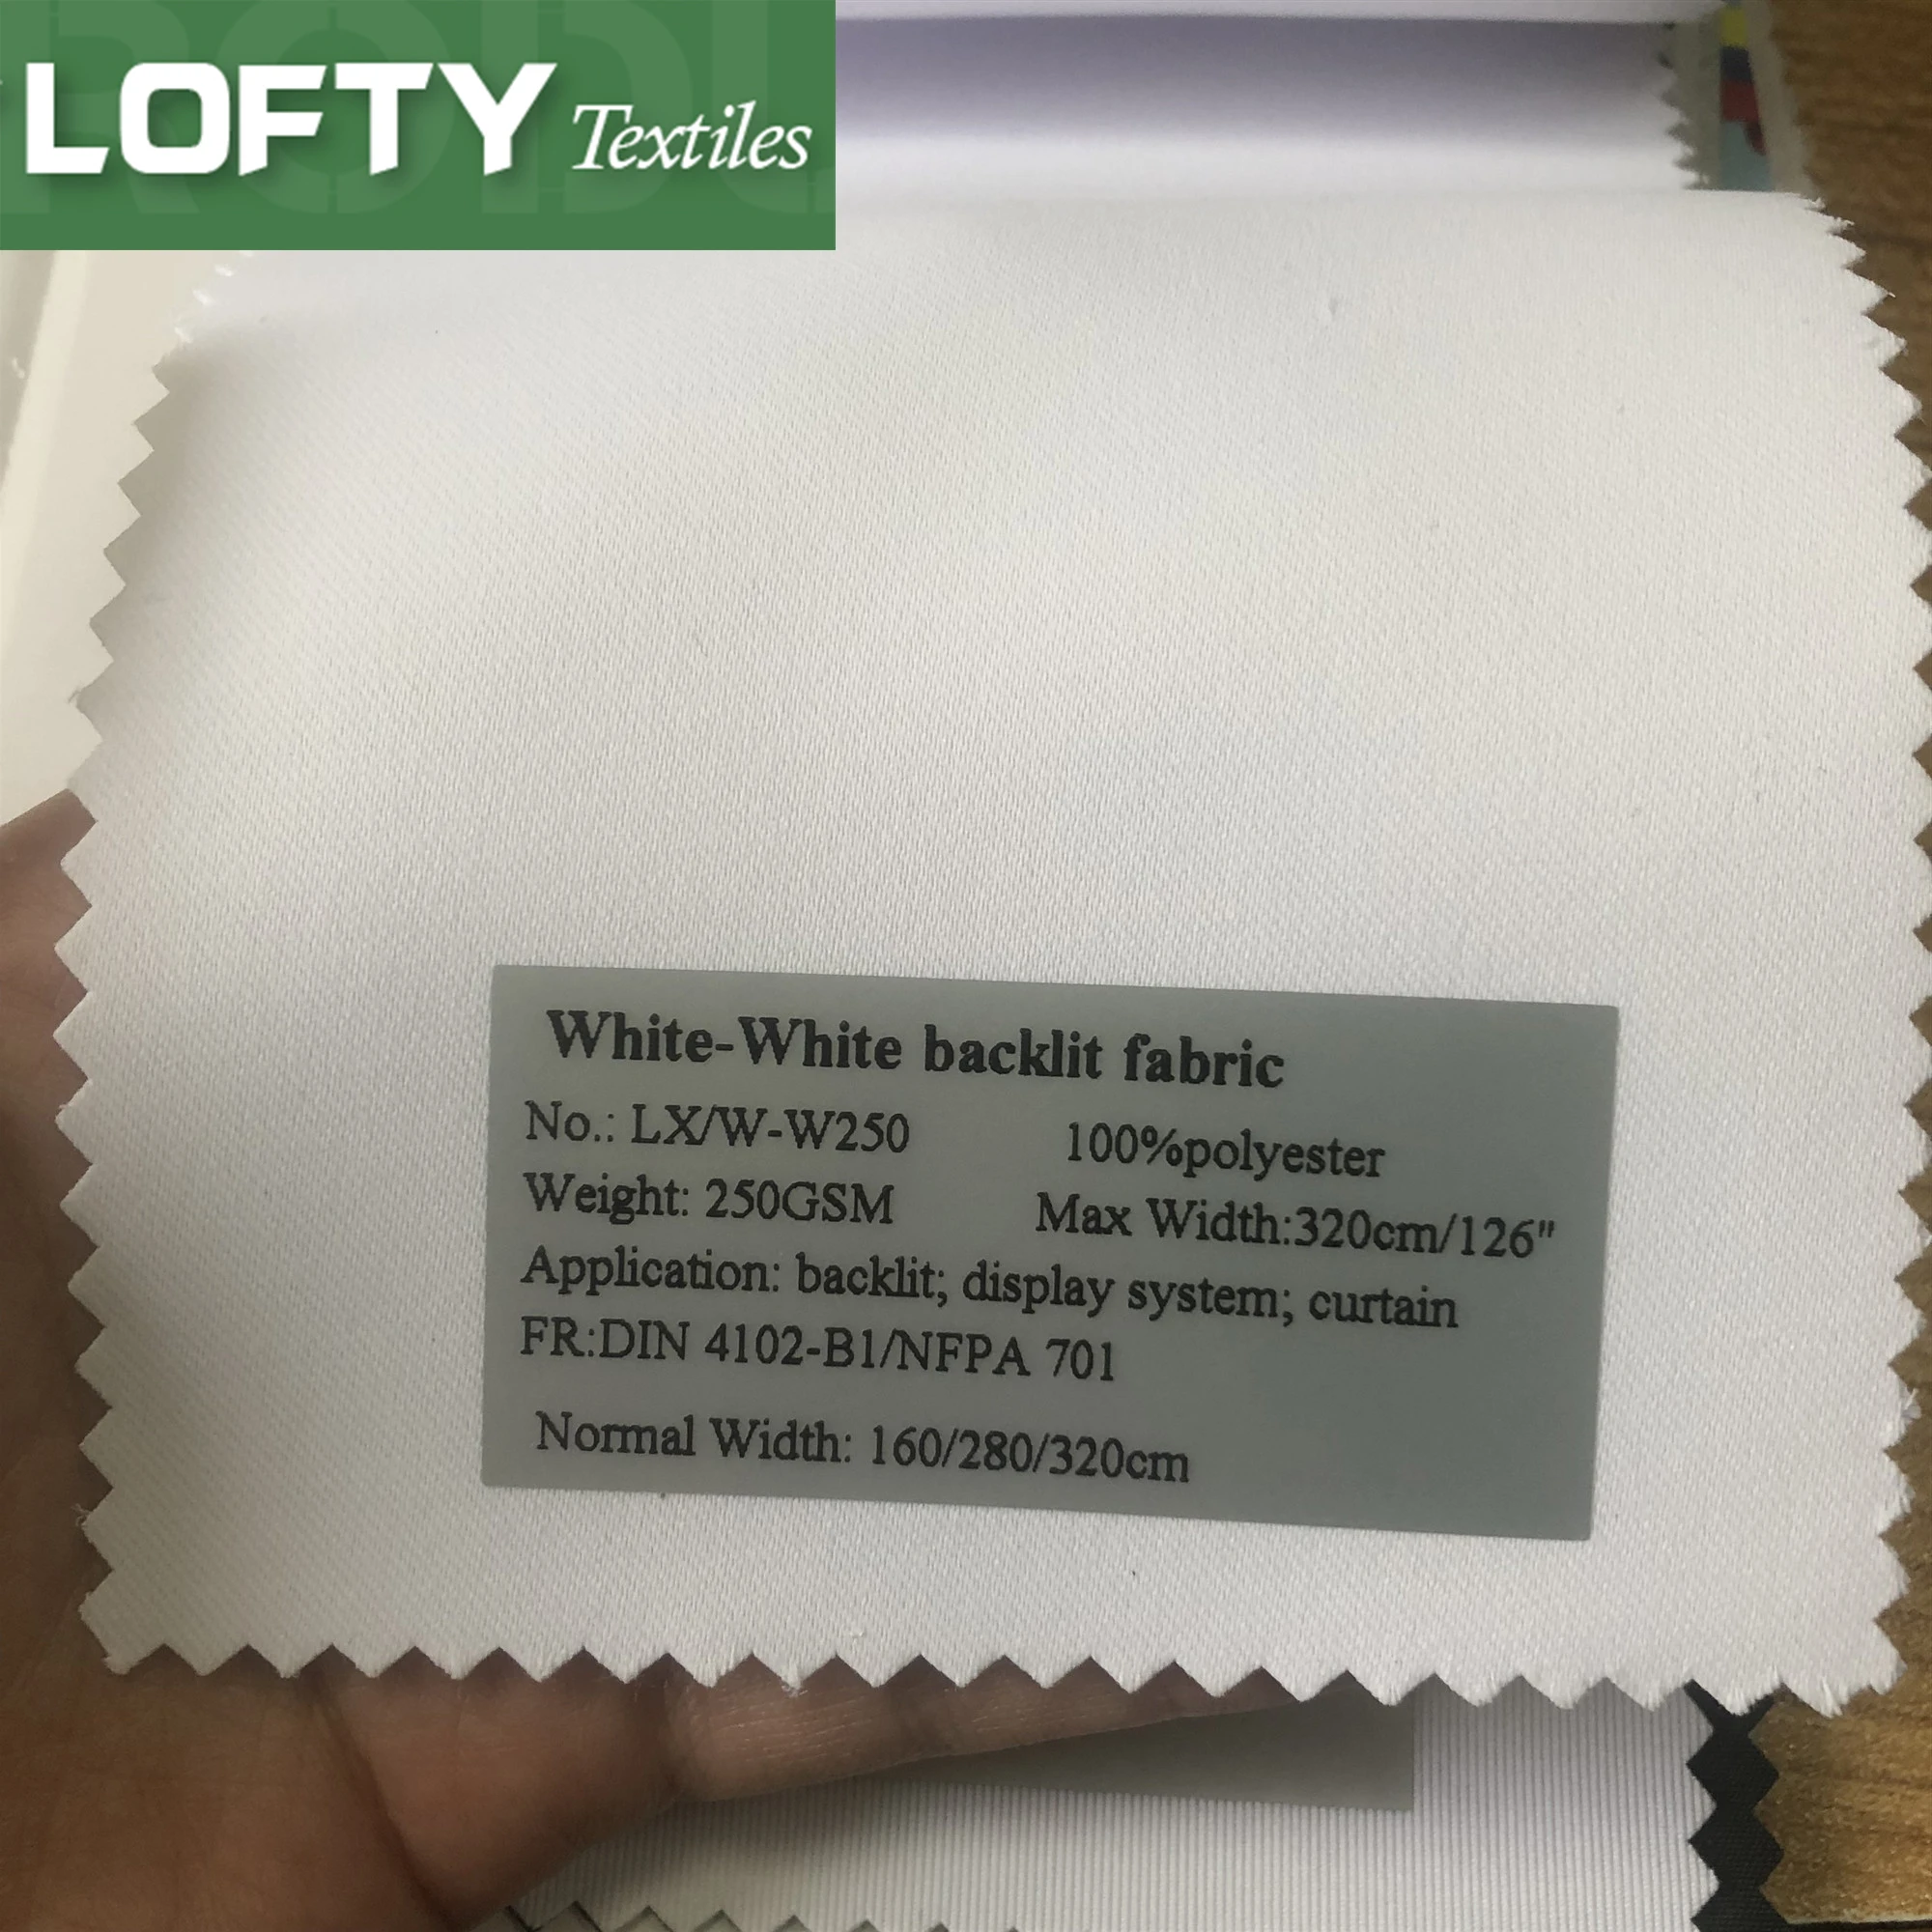 LOFTY Textiles
White-White backlit fabric
No.: LX/W-W250 100%polyester
Weight: 250GSM Max Width:320cm/126"
Application: backlit; display system; curtain
FR:DIN 4102-B1/NFPA 701
Normal Width: 160/280/320cm